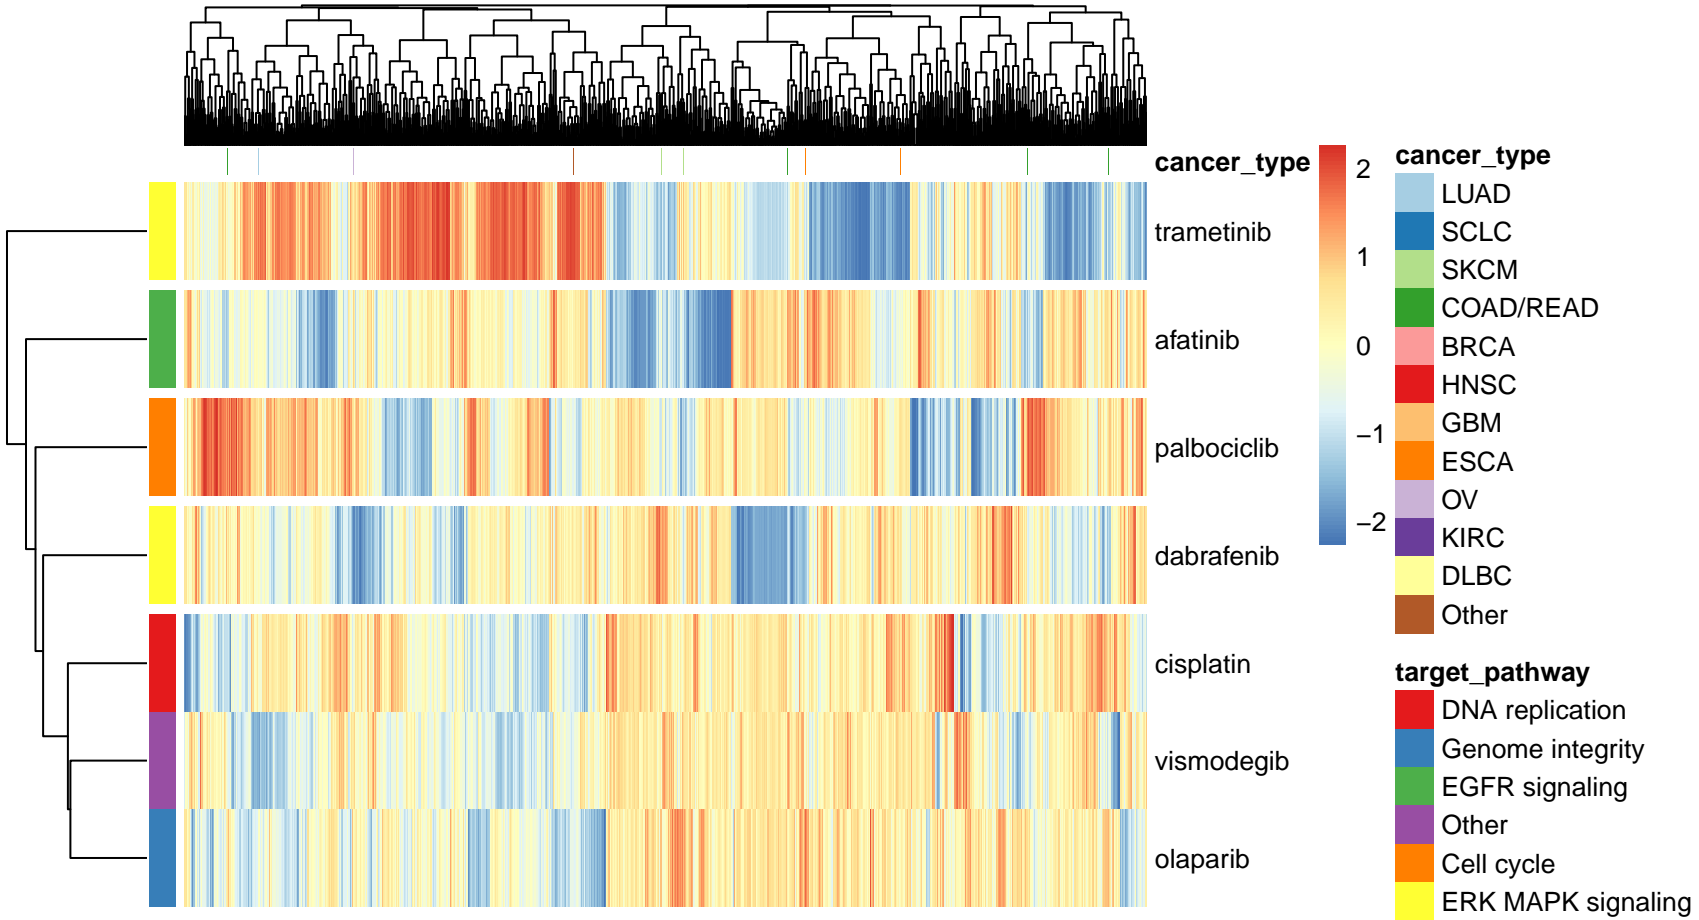 cancer_type
trametinib
afatinib
palbociclib
dabrafenib
cisplatin
vismodegib
olaparib
2
1
0
−1
−2
cancer_type
LUAD
SCLC
SKCM
COAD/READ
BRCA
HNSC
GBM
ESCA
OV
KIRC
DLBC
Other
target_pathway
DNA replication
Genome integrity
EGFR signaling
Other
Cell cycle
ERK MAPK signaling